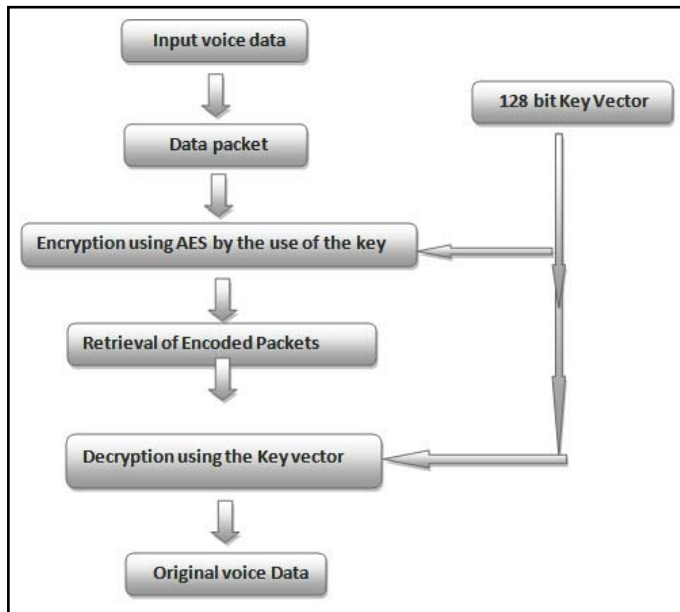 Input voice data
128 bit Key Vector
Data packet
Encryption using AES by the use of the key
Retrieval of Encoded Packets
Decryption using the Key vector
Original voice Data